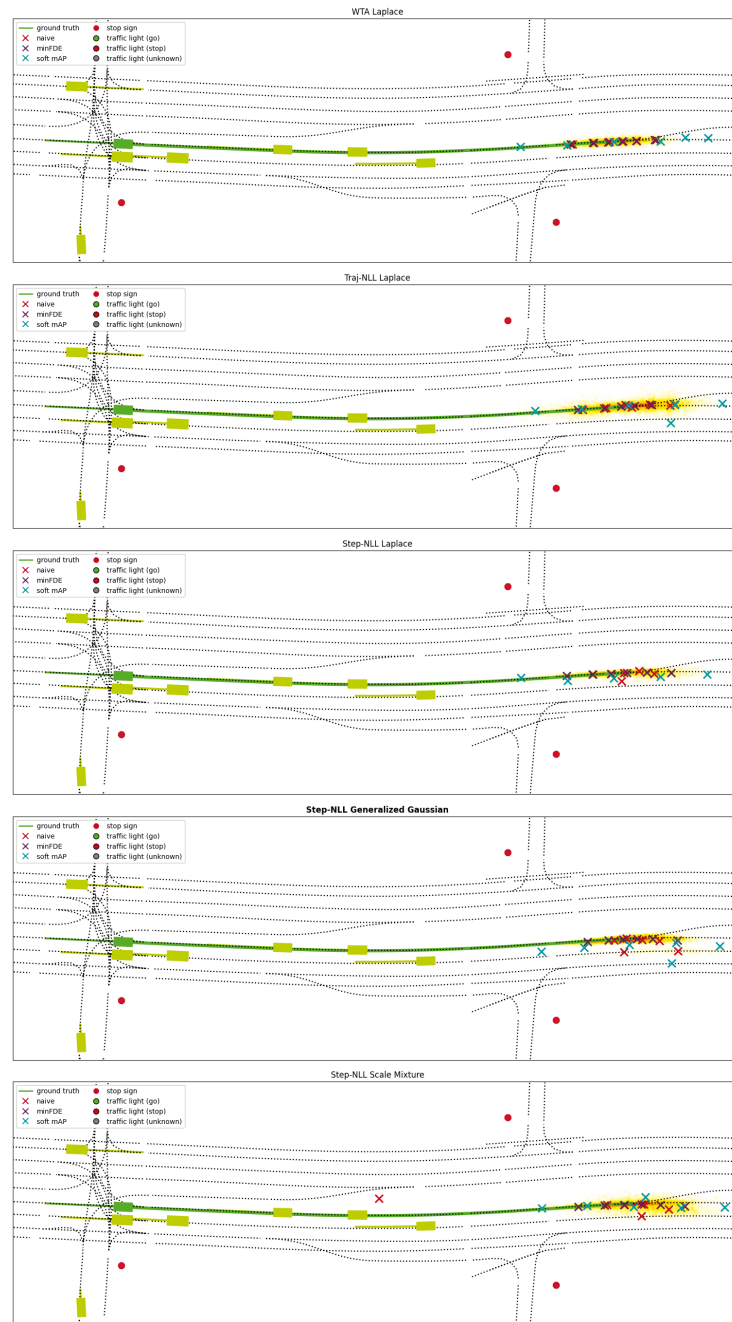 WTA Laplace
ground truth
naive
minFDE
soft mAP
stop sign
traffic light (go)
traffic light (stop)
traffic light (unknown)
Traj-NLL Laplace
ground truth
naive
minFDE
soft mAP
stop sign
traffic light (go)
traffic light (stop)
traffic light (unknown)
Step-NLL Laplace
ground truth
naive
minFDE
soft mAP
stop sign
traffic light (go)
traffic light (stop)
traffic light (unknown)
Step-NLL Generalized Gaussian
ground truth
naive
minFDE
soft mAP
stop sign
traffic light (go)
traffic light (stop)
traffic light (unknown)
Step-NLL Scale Mixture
ground truth
naive
minFDE
soft mAP
stop sign
traffic light (go)
traffic light (stop)
traffic light (unknown)